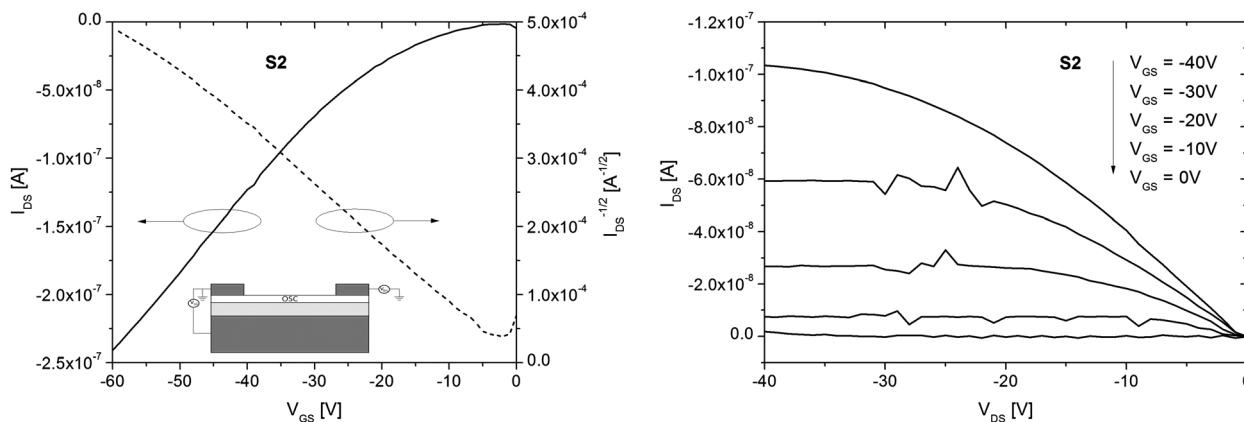 S2
0.0
-5.0x10⁻⁸
-1.0x10⁻⁷
-1.5x10⁻⁷
-2.0x10⁻⁷
-2.5x10⁻⁷
I_DS [A]
5.0x10⁻⁴
4.0x10⁻⁴
3.0x10⁻⁴
2.0x10⁻⁴
1.0x10⁻⁴
0.0
I_DS^-1/2 [A^-1/2]
OSC
-60 -50 -40 -30 -20 -10 0
V_GS [V]
S2
-1.2x10⁻⁷
-1.0x10⁻⁷
-8.0x10⁻⁸
-6.0x10⁻⁸
-4.0x10⁻⁸
-2.0x10⁻⁸
0.0
I_DS [A]
V_GS = -40V
V_GS = -30V
V_GS = -20V
V_GS = -10V
V_GS = 0V
-40 -30 -20 -10 0
V_DS [V]